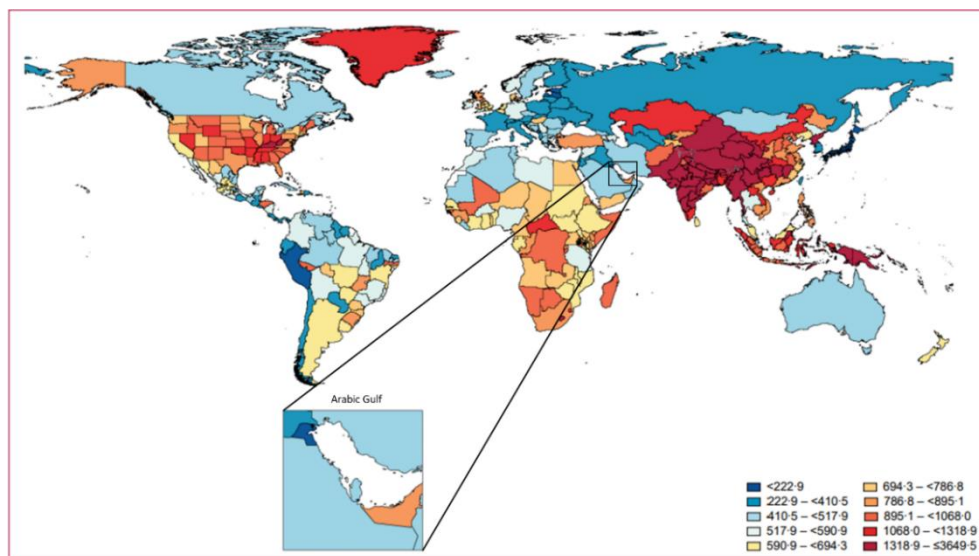 Arabic Gulf
<222·9
222·9 – <410·5
410·5 – <517·9
517·9 – <590·9
590·9 – <694·3
694·3 – <786·8
786·8 – <895·1
895·1 – <1068·0
1068·0 – <1318·9
1318·9 – ≤3649·5